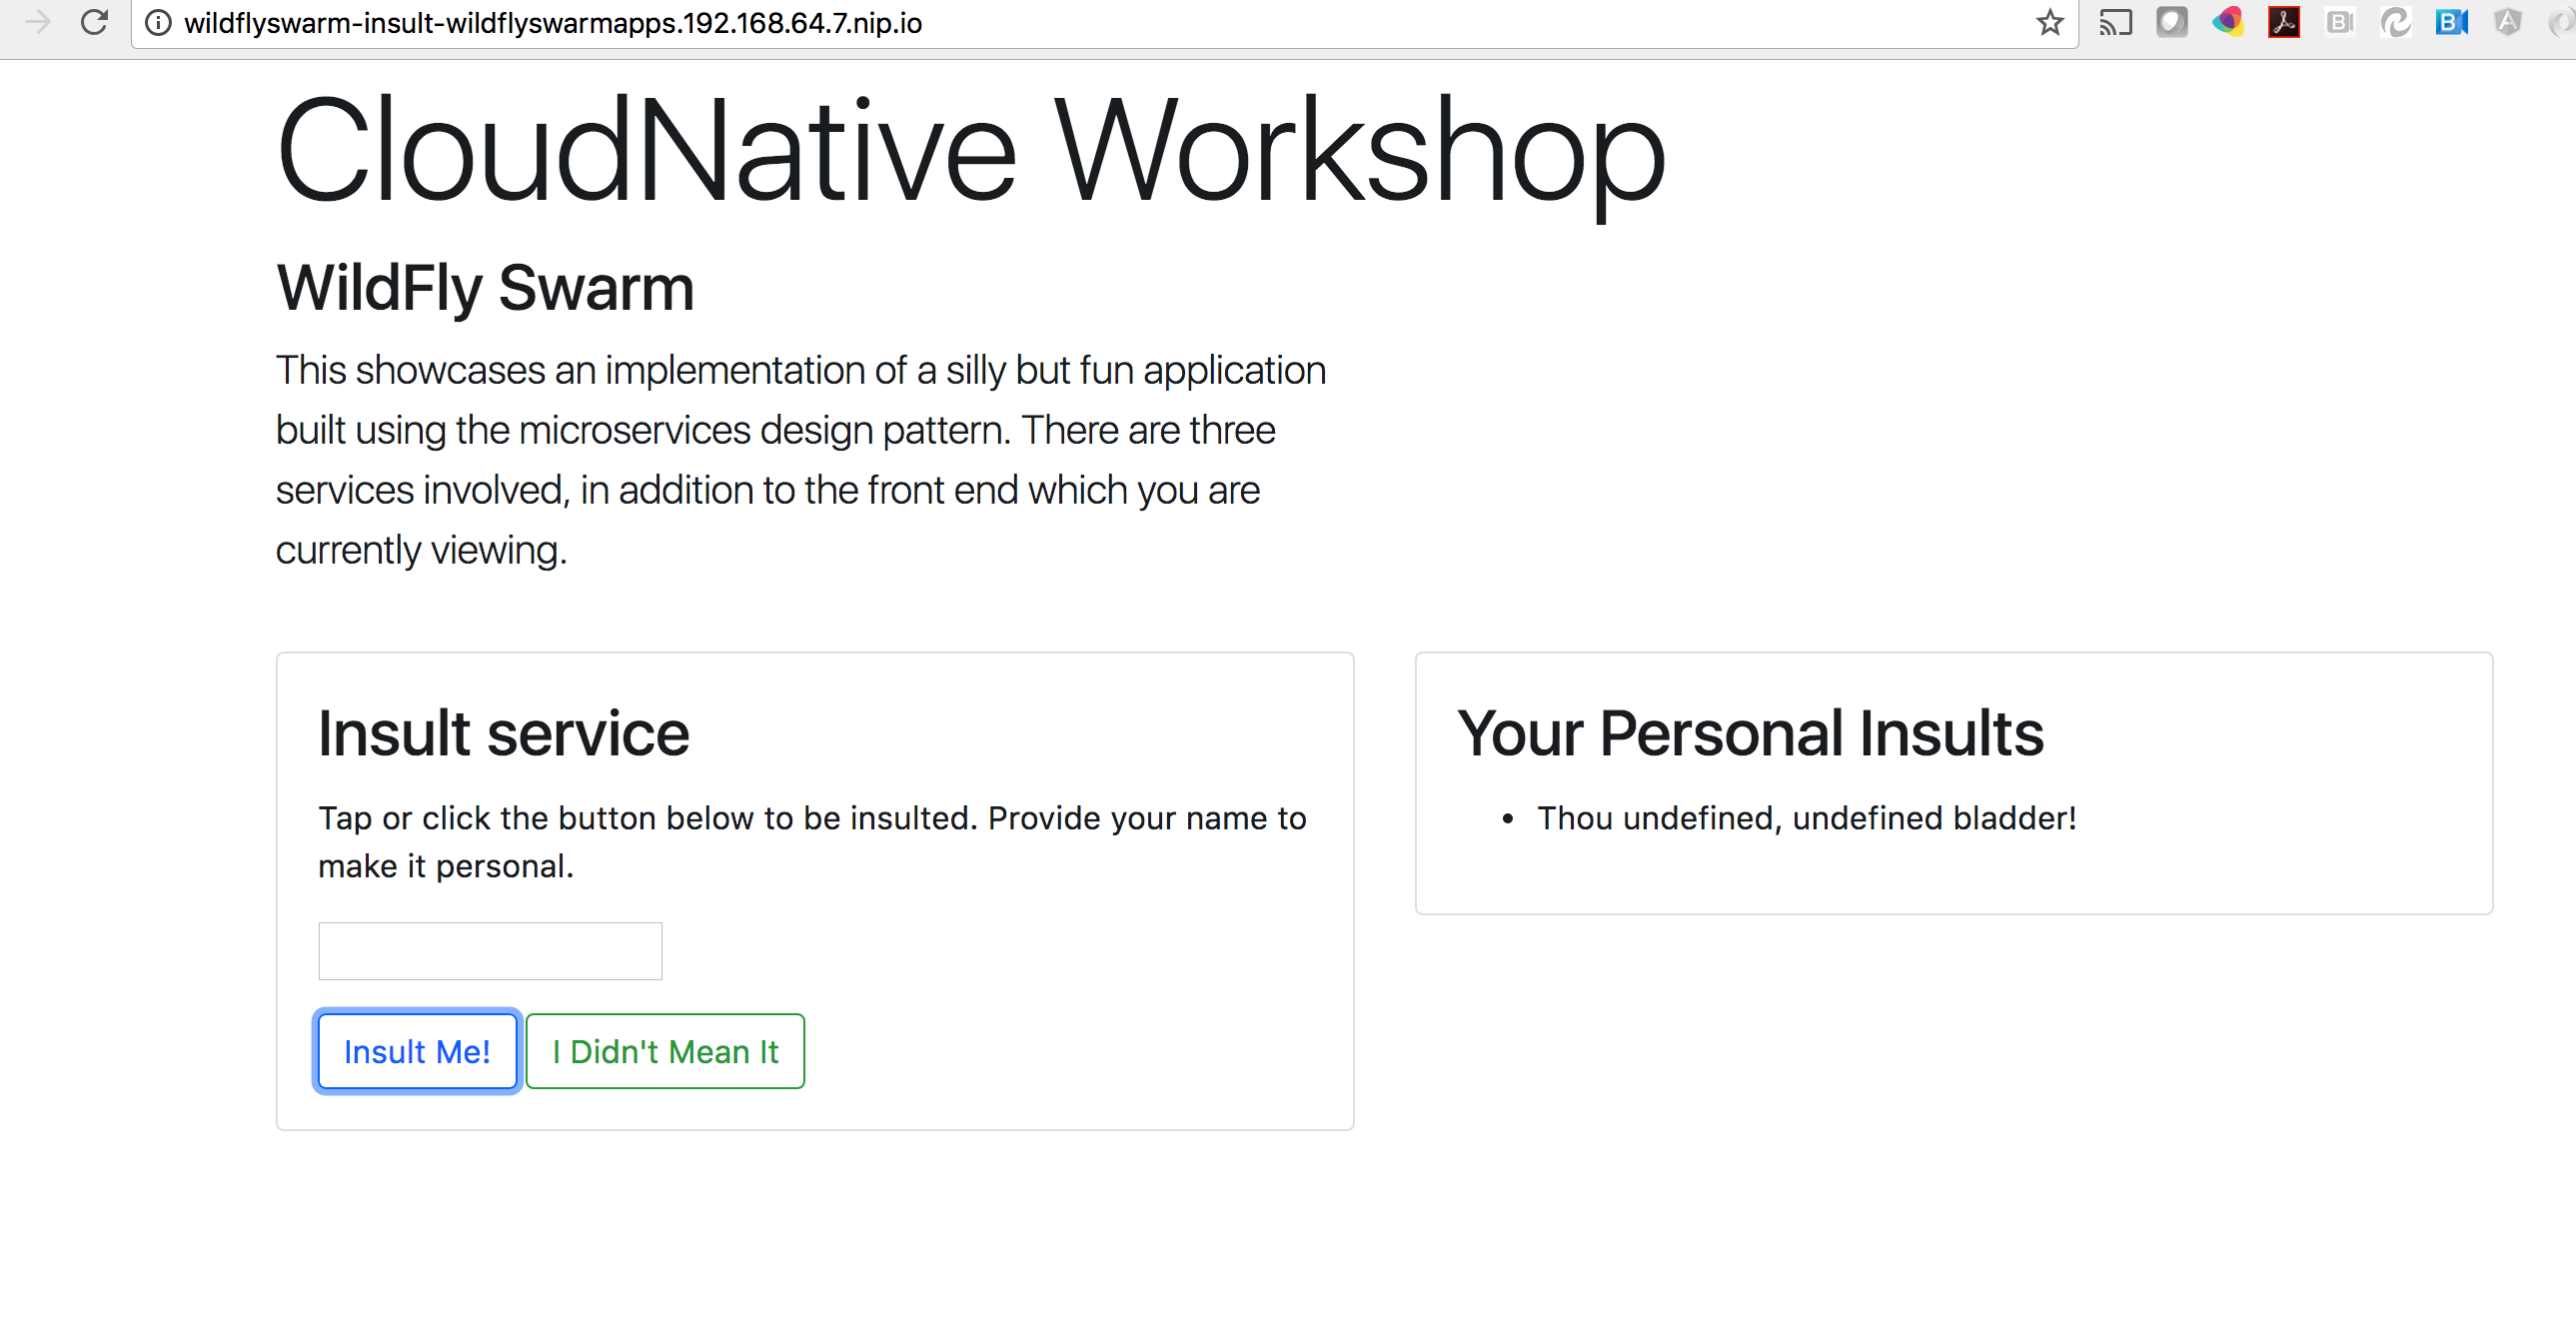 wildflyswarm-insult-wildflyswarmapps.192.168.64.7.nip.io
CloudNative Workshop
WildFly Swarm
This showcases an implementation of a silly but fun application
built using the microservices design pattern. There are three
services involved, in addition to the front end which you are
currently viewing.
Insult service
Tap or click the button below to be insulted. Provide your name to
make it personal.
Insult Me!
I Didn't Mean It
Your Personal Insults
• Thou undefined, undefined bladder!